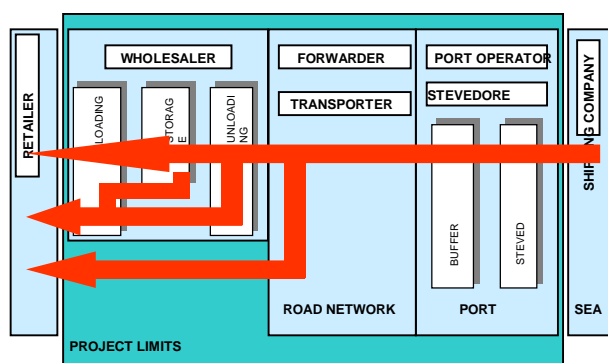 WHOLESALER
FORWARDER
PORT OPERATOR
TRANSPORTER
STEVEDORE
RETAILER
LOADING
STORAG
E
UNLOADI
NG
BUFFER
STEVED
SHIPPING COMPANY
ROAD NETWORK
PORT
SEA
PROJECT LIMITS